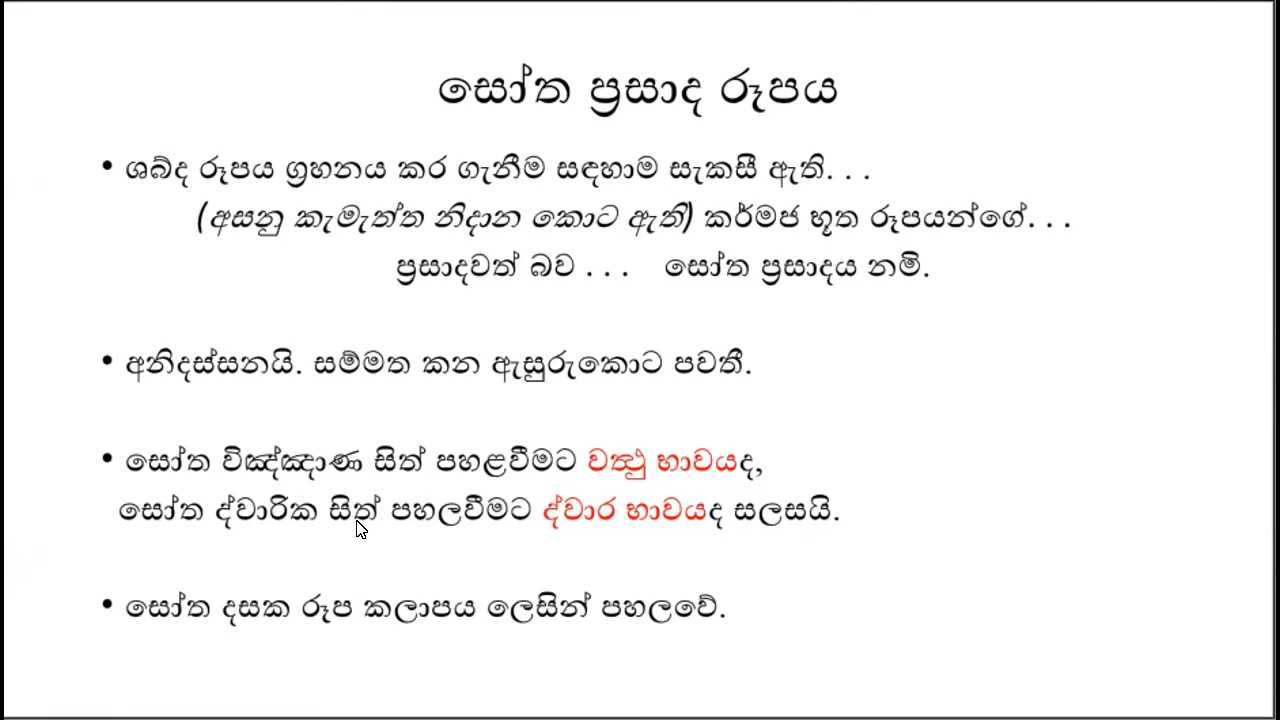 සෝත ප්‍රසාද රූපය
• ශබ්ද රූපය ග්‍රහනය කර ගැනීම සඳහාම සැකසී ඇති. . .
(අසනු කැමැත්ත නිදාන කොට ඇති) කර්මජ භූත රූපයන්ගේ. . .
ප්‍රසාදවත් බව . . . සෝත ප්‍රසාදය නමි.
• අනිදස්සනයි. සම්මත කන ඇසුරුකොට පවතී.
• සෝත විඤ්ඤාණ සිත් පහළවීමට වත්‍ථු භාවයද,
සෝත ද්වාරික සිත් පහලවීමට ද්වාර භාවයද සලසයි.
• සෝත දසක රූප කලාපය ලෙසින් පහලවේ.